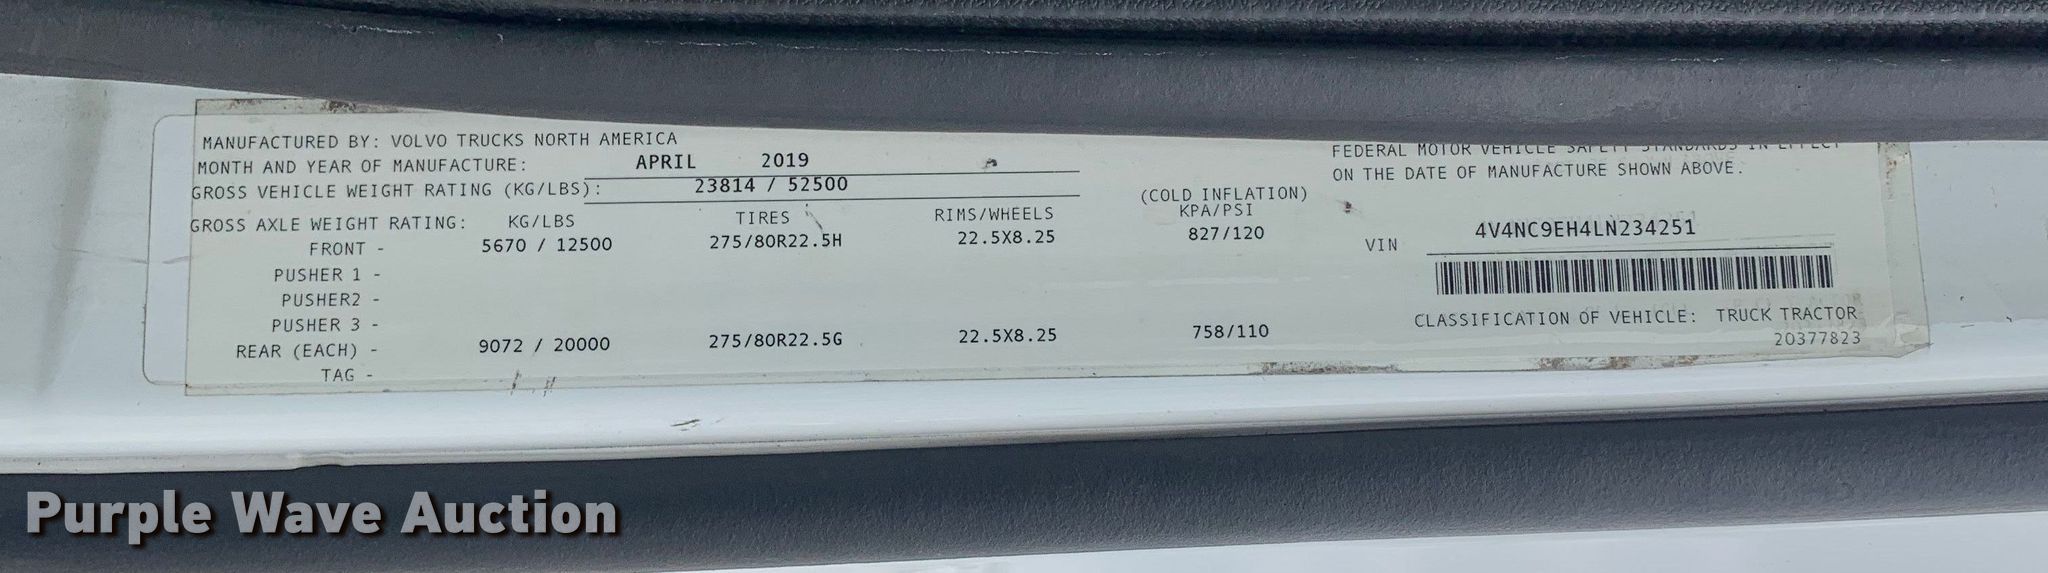 MANUFACTURED BY: VOLVO TRUCKS NORTH AMERICA
MONTH AND YEAR OF MANUFACTURE: APRIL 2019
GROSS VEHICLE WEIGHT RATING (KG/LBS): 23814 / 52500
GROSS AXLE WEIGHT RATING: KG/LBS TIRES RIMS/WHEELS (COLD INFLATION) KPA/PSI
FRONT - 5670 / 12500 275/80R22.5H 22.5X8.25 827/120
PUSHER 1 -
PUSHER2 -
PUSHER 3 -
REAR (EACH) - 9072 / 20000 275/80R22.5G 22.5X8.25 758/110
TAG -
FEDERAL MOTOR VEHICLE SAFETY STANDARDS IN EFFECT
ON THE DATE OF MANUFACTURE SHOWN ABOVE.
VIN 4V4NC9EH4LN234251
CLASSIFICATION OF VEHICLE: TRUCK TRACTOR
20377823
Purple Wave Auction